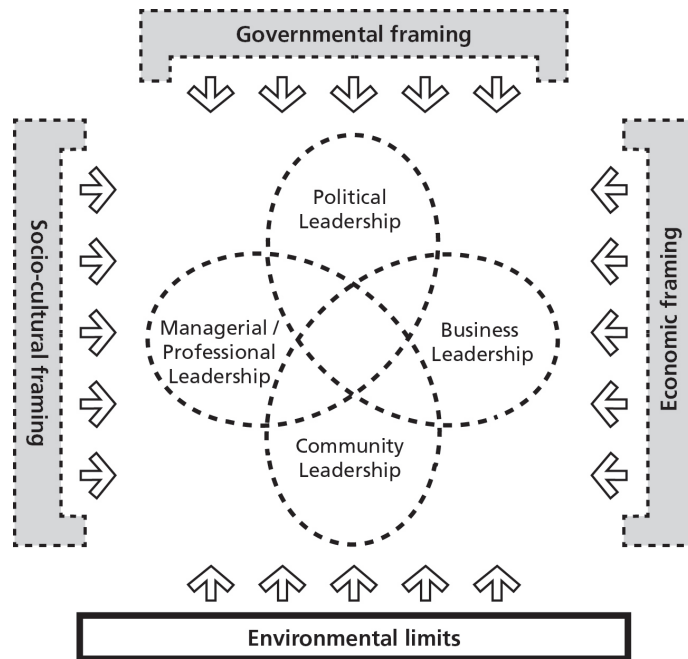 Governmental framing
Political
Leadership
Socio-cultural framing
Managerial /
Professional
Leadership
Business
Leadership
Economic framing
Community
Leadership
Environmental limits